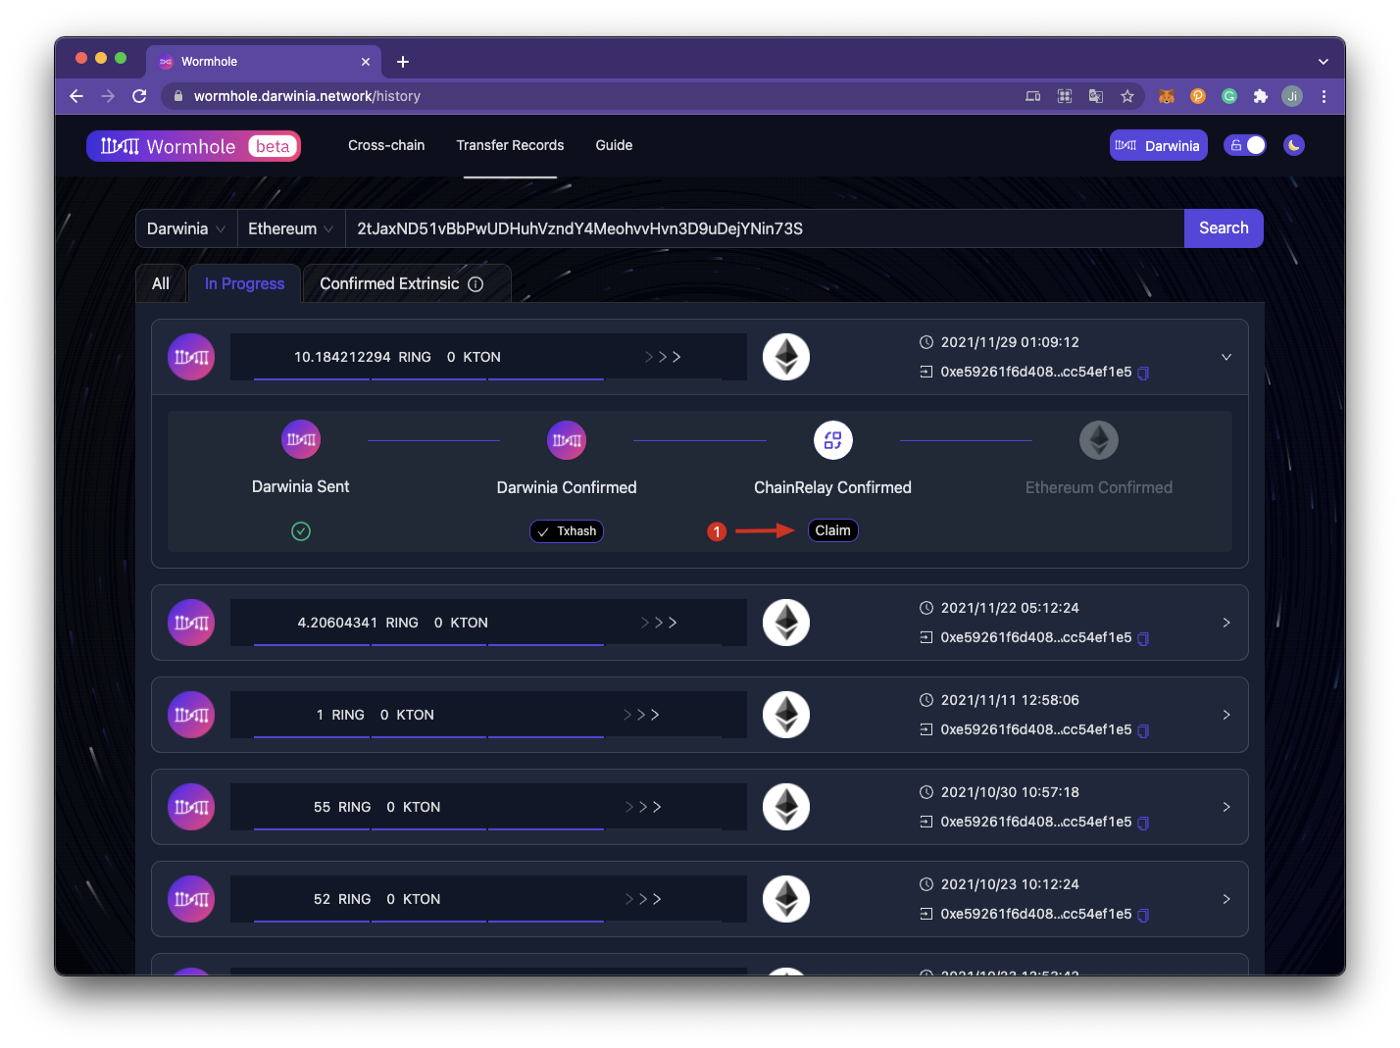 Wormhole
wormhole.darwinia.network/history
Ji
Wormhole beta
Cross-chain
Transfer Records
Guide
Darwinia
Darwinia
Ethereum
2tJaxND51vBbPwUDHuhVzndY4MeohvvHvn3D9uDejYNin73S
Search
All
In Progress
Confirmed Extrinsic
10.184212294 RING 0 KTON
2021/11/29 01:09:12
0xe59261f6d408...cc54ef1e5
Darwinia Sent
Darwinia Confirmed
ChainRelay Confirmed
Ethereum Confirmed
Txhash
1
Claim
4.20604341 RING 0 KTON
2021/11/22 05:12:24
0xe59261f6d408...cc54ef1e5
1 RING 0 KTON
2021/11/11 12:58:06
0xe59261f6d408...cc54ef1e5
55 RING 0 KTON
2021/10/30 10:57:18
0xe59261f6d408...cc54ef1e5
52 RING 0 KTON
2021/10/23 10:12:24
0xe59261f6d408...cc54ef1e5